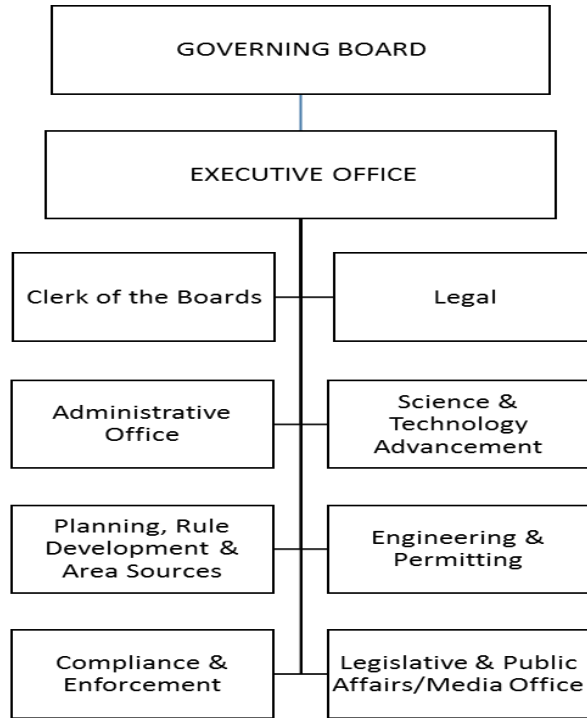 GOVERNING BOARD
EXECUTIVE OFFICE
Clerk of the Boards
Legal
Administrative
Office
Science &
Technology
Advancement
Planning, Rule
Development &
Area Sources
Engineering &
Permitting
Compliance &
Enforcement
Legislative & Public
Affairs/Media Office